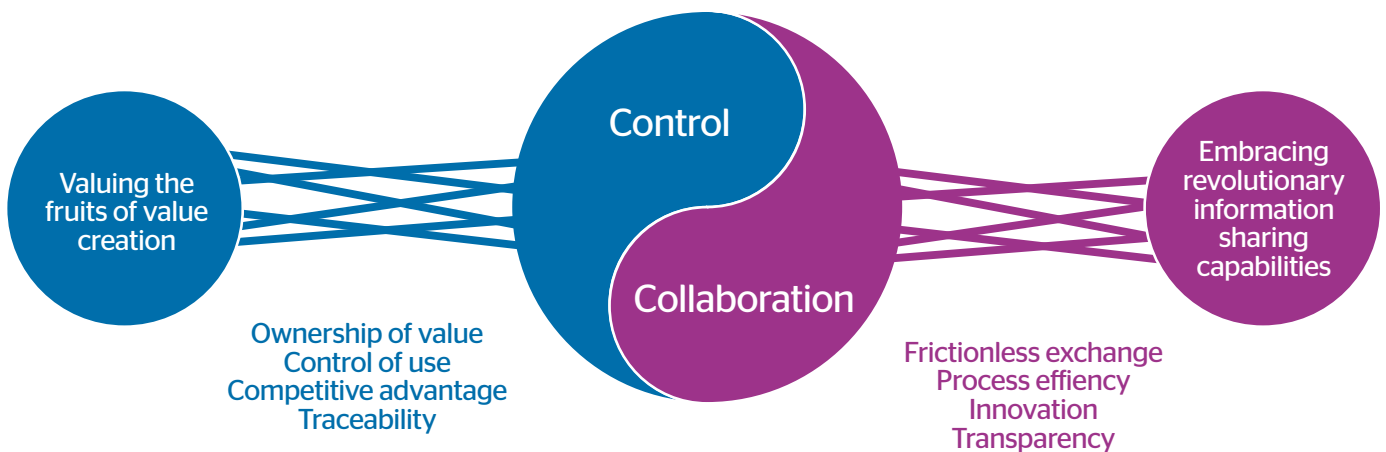 Valuing the
fruits of value
creation
Control
Collaboration
Embracing
revolutionary
information
sharing
capabilities
Ownership of value
Control of use
Competitive advantage
Traceability
Frictionless exchange
Process effiency
Innovation
Transparency